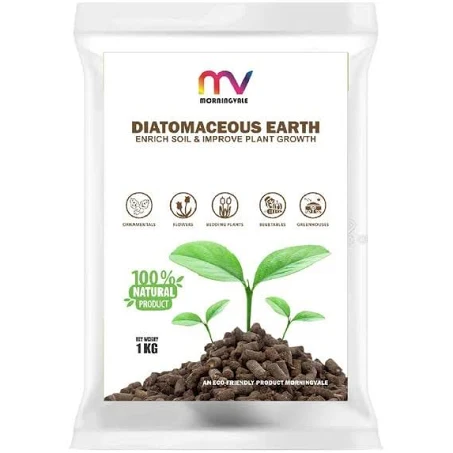 MV
MORNINGVALE
DIATOMACEOUS EARTH
ENRICH SOIL & IMPROVE PLANT GROWTH
ORNAMENTALS FLOWERS BEDDING PLANTS VEGETABLES GREENHOUSES
100%
NATURAL
PRODUCT
NET WEIGHT
1 KG
AN ECO-FRIENDLY PRODUCT MORNINGVALE